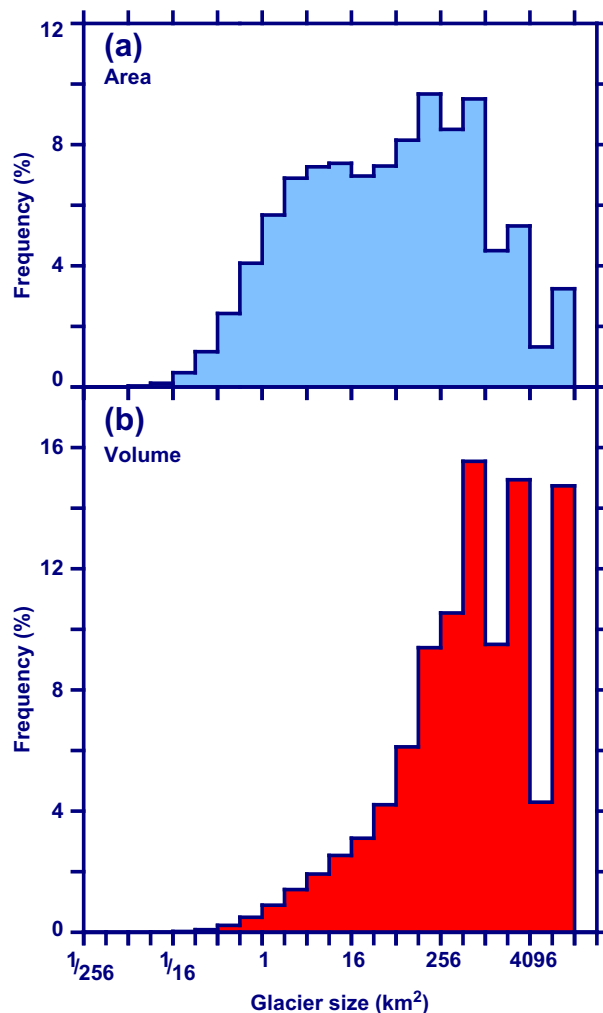 12
(a)
Area
8
4
0
Frequency (%)
(b)
Volume
16
12
8
4
0
Frequency (%)
1/256 1/16 1 16 256 4096
Glacier size (km²)